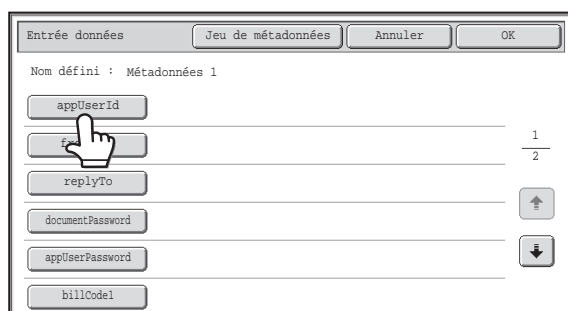 Entrée données Jeu de métadonnées Annuler OK
Nom défini : Métadonnées 1
appUserId
1
2
replyTo
documentPassword
appUserPassword
billCode1